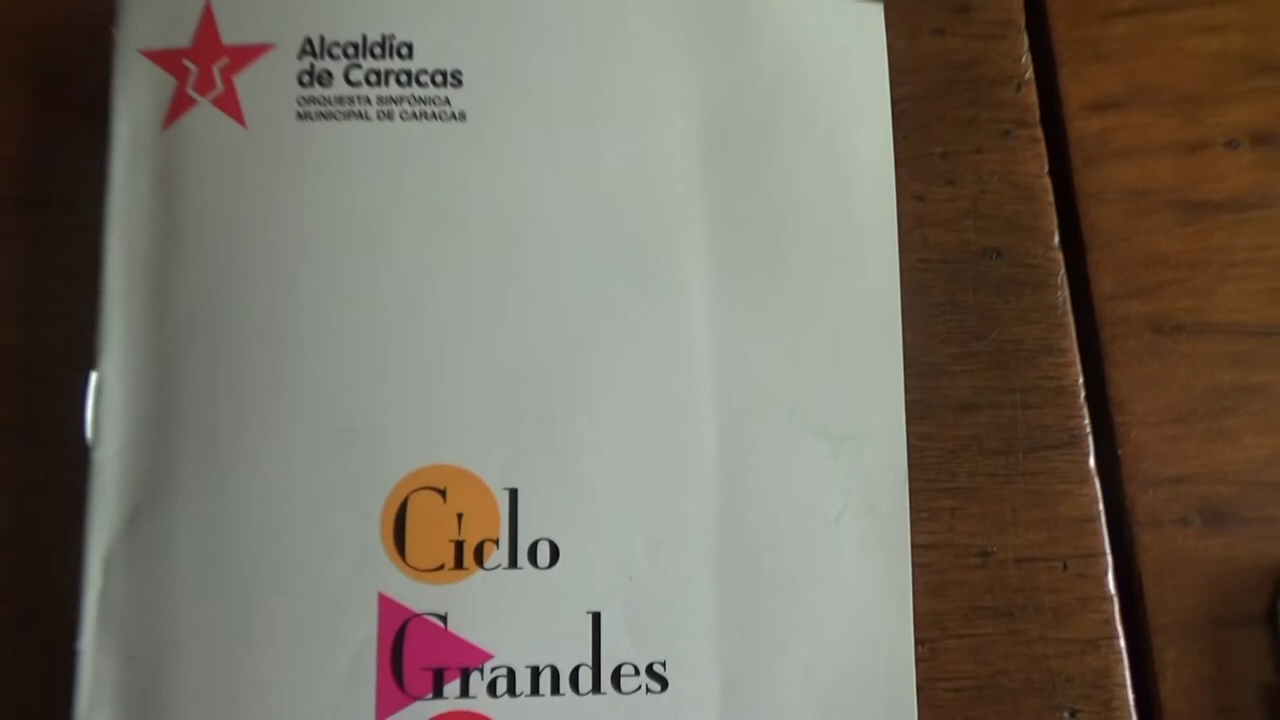 Alcaldía
de Caracas
ORQUESTA SINFÓNICA
MUNICIPAL DE CARACAS
Ciclo
Grandes